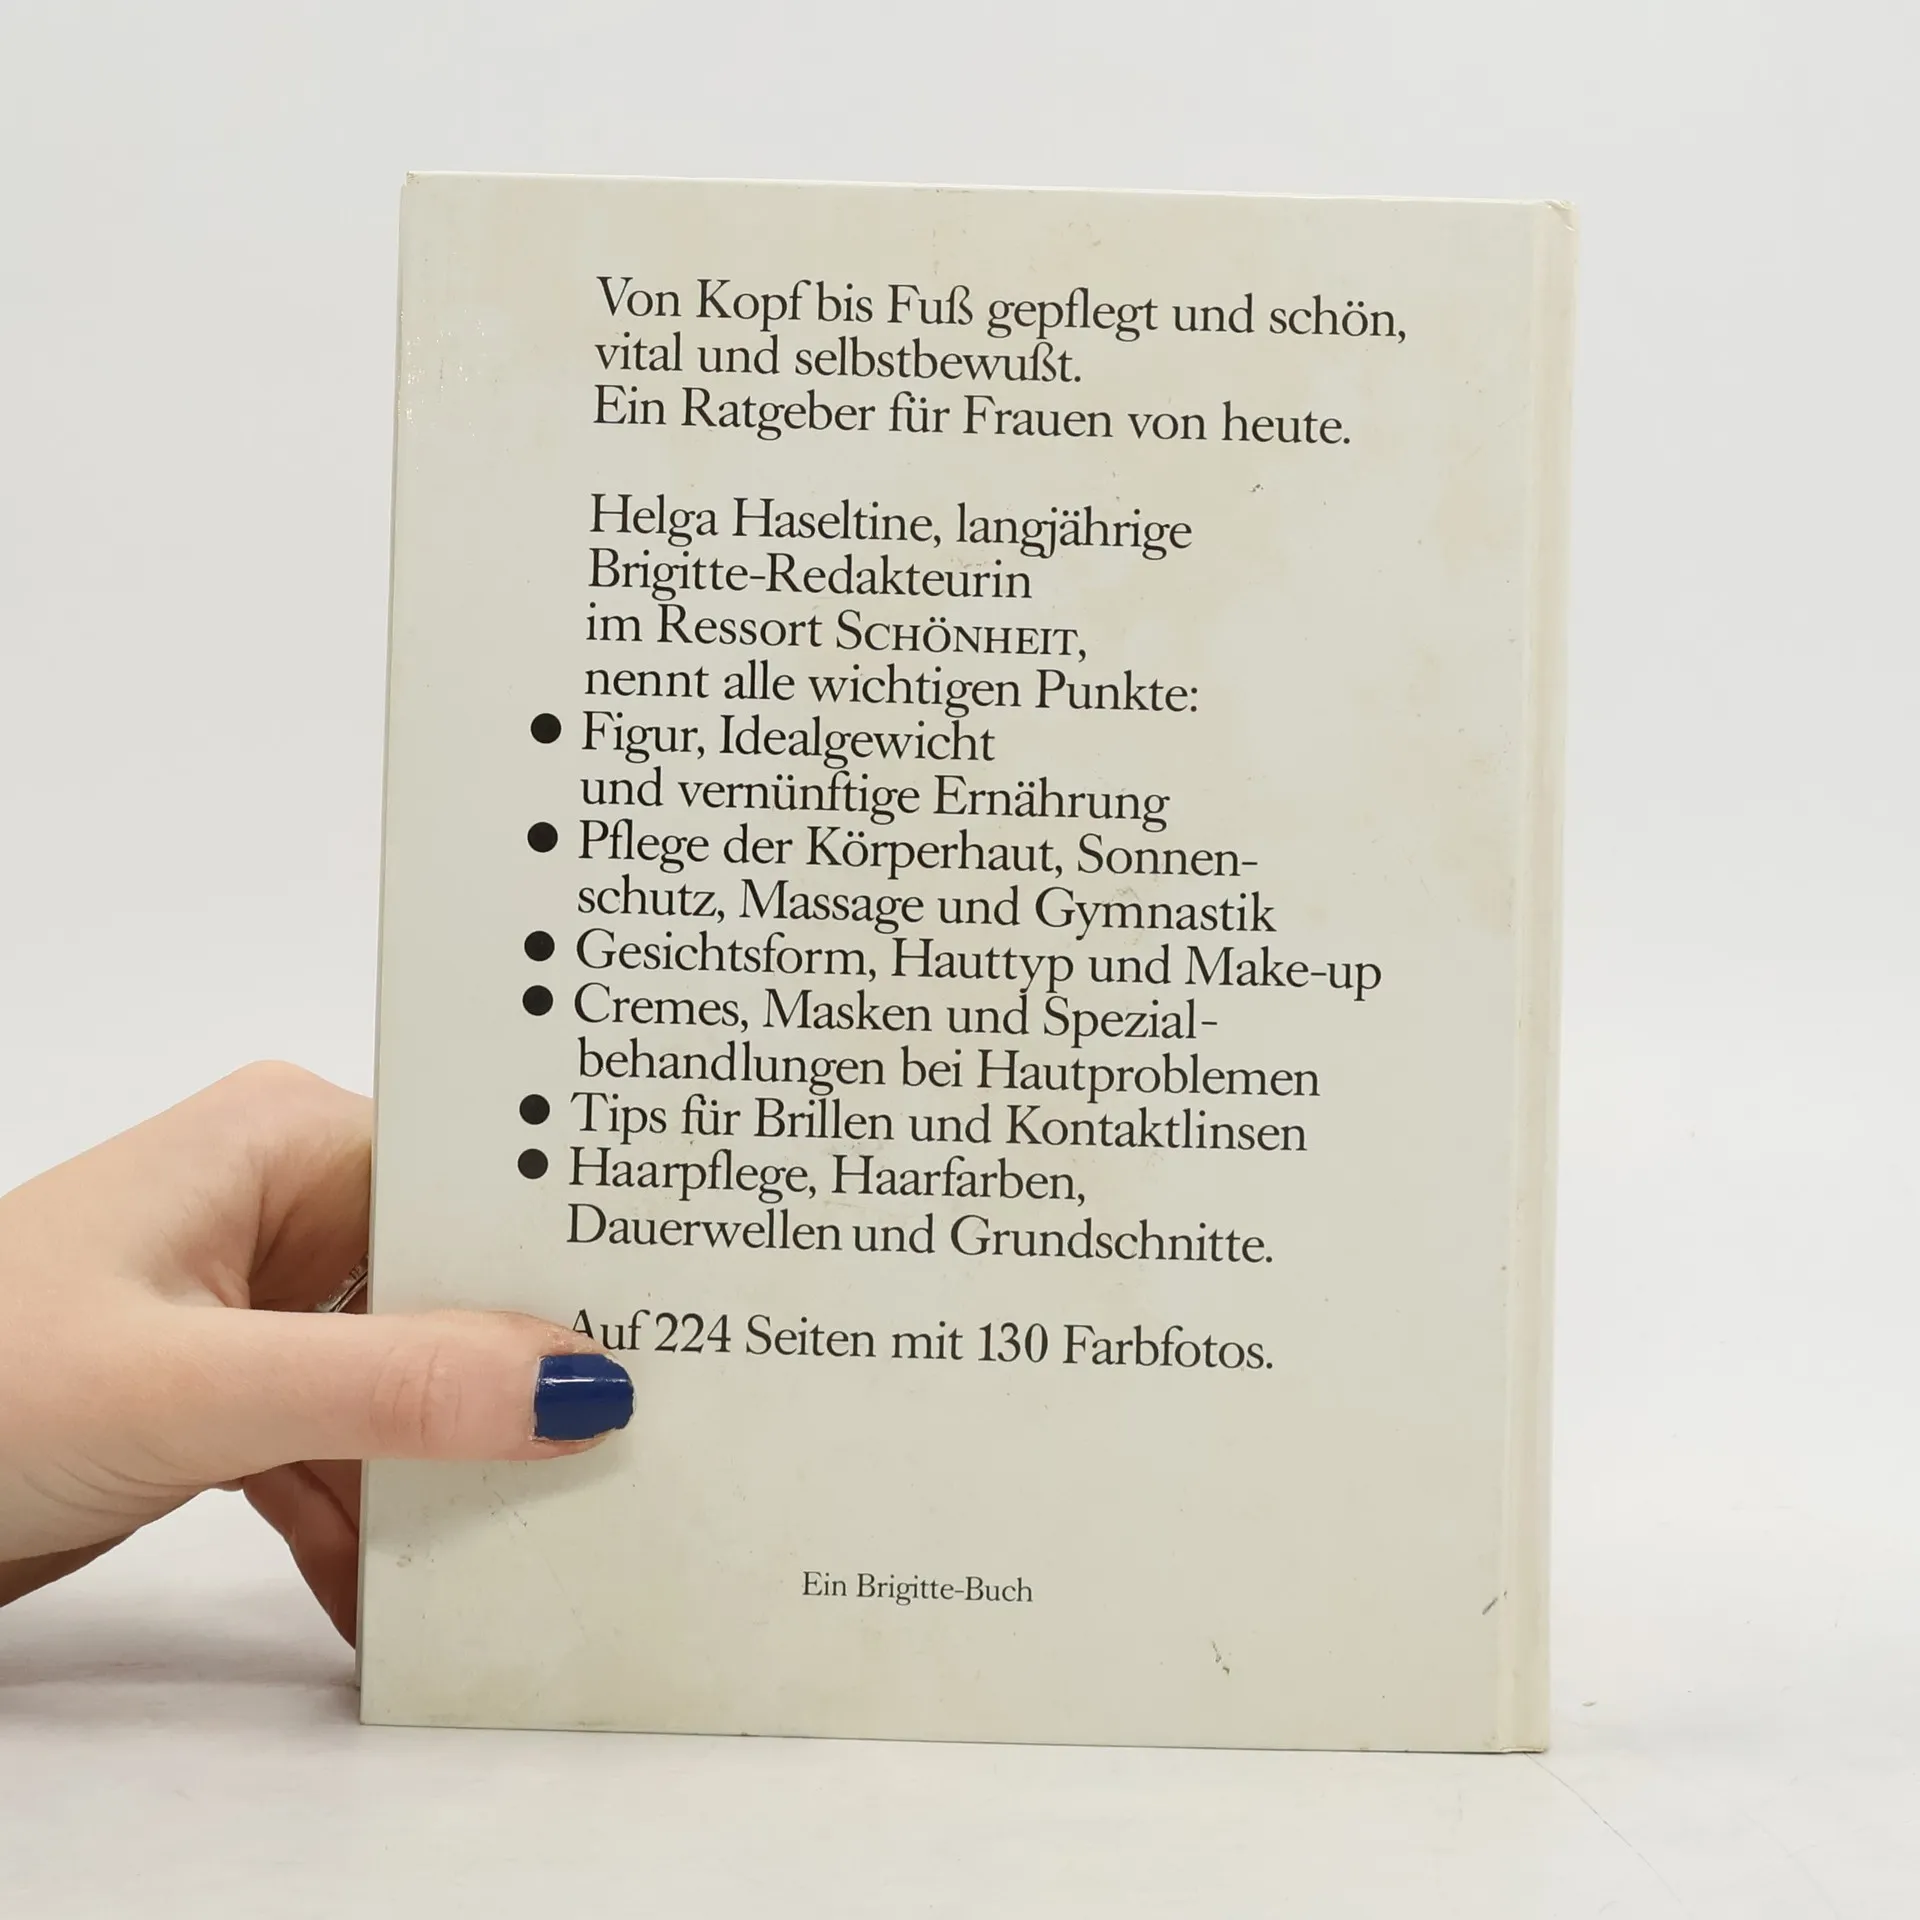 Von Kopf bis Fuß gepflegt und schön,
vital und selbstbewußt.
Ein Ratgeber für Frauen von heute.
Helga Haseltine, langjährige
Brigitte-Redakteurin
im Ressort SCHÖNHEIT,
nennt alle wichtigen Punkte:
● Figur, Idealgewicht
und vernünftige Ernährung
● Pflege der Körperhaut, Sonnen-
schutz, Massage und Gymnastik
● Gesichtsform, Hauttyp und Make-up
● Cremes, Masken und Spezial-
behandlungen bei Hautproblemen
● Tips für Brillen und Kontaktlinsen
● Haarpflege, Haarfarben,
Dauerwellen und Grundschnitte.
Auf 224 Seiten mit 130 Farbfotos.
Ein Brigitte-Buch